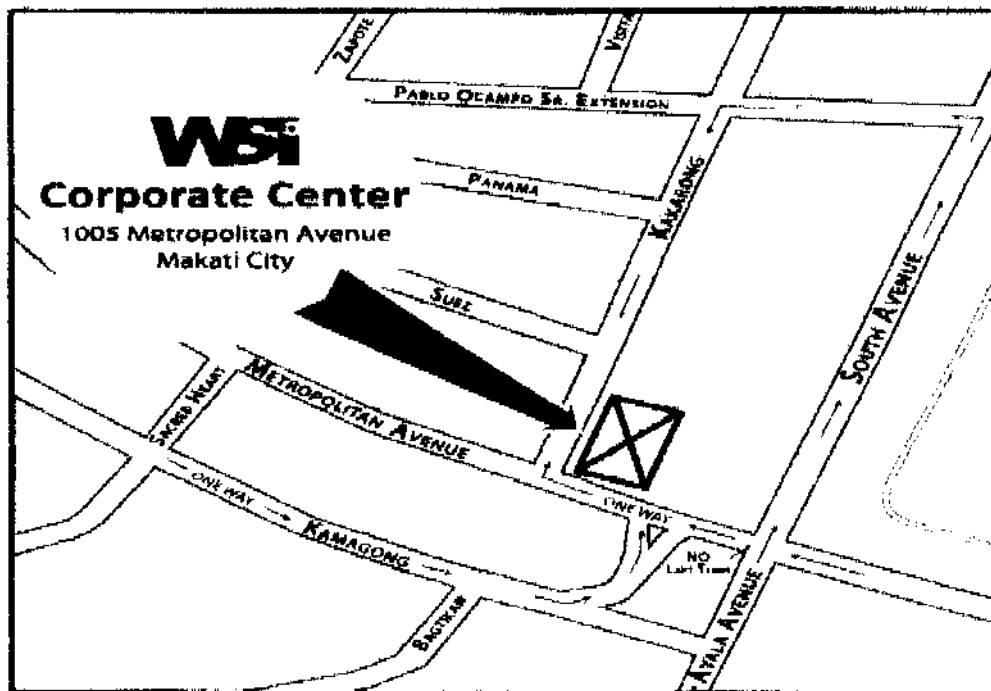 ZAPOTE
VISITA
PABLO OCAMPO SR. EXTENSION
WSi
Corporate Center
1005 Metropolitan Avenue
Makati City
PANAMA
KAKARONG
SUEZ
SOUTH AVENUE
METROPOLITAN AVENUE
SACRED HEART
ONE WAY
ONE WAY
KAMAGONG
NO
Left Turn
BAGTIKAN
AYALA AVENUE